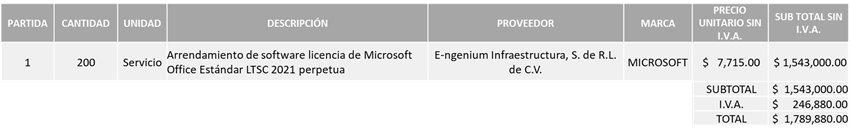 PARTIDA CANTIDAD UNIDAD DESCRIPCIÓN PROVEEDOR MARCA PRECIO UNITARIO SIN I.V.A. SUB TOTAL SIN I.V.A.
1 200 Servicio Arrendamiento de software licencia de Microsoft Office Estándar LTSC 2021 perpetua E-ngenium Infraestructura, S. de R.L. de C.V. MICROSOFT $ 7,715.00 $ 1,543,000.00
SUBTOTAL $ 1,543,000.00
I.V.A. $ 246,880.00
TOTAL $ 1,789,880.00